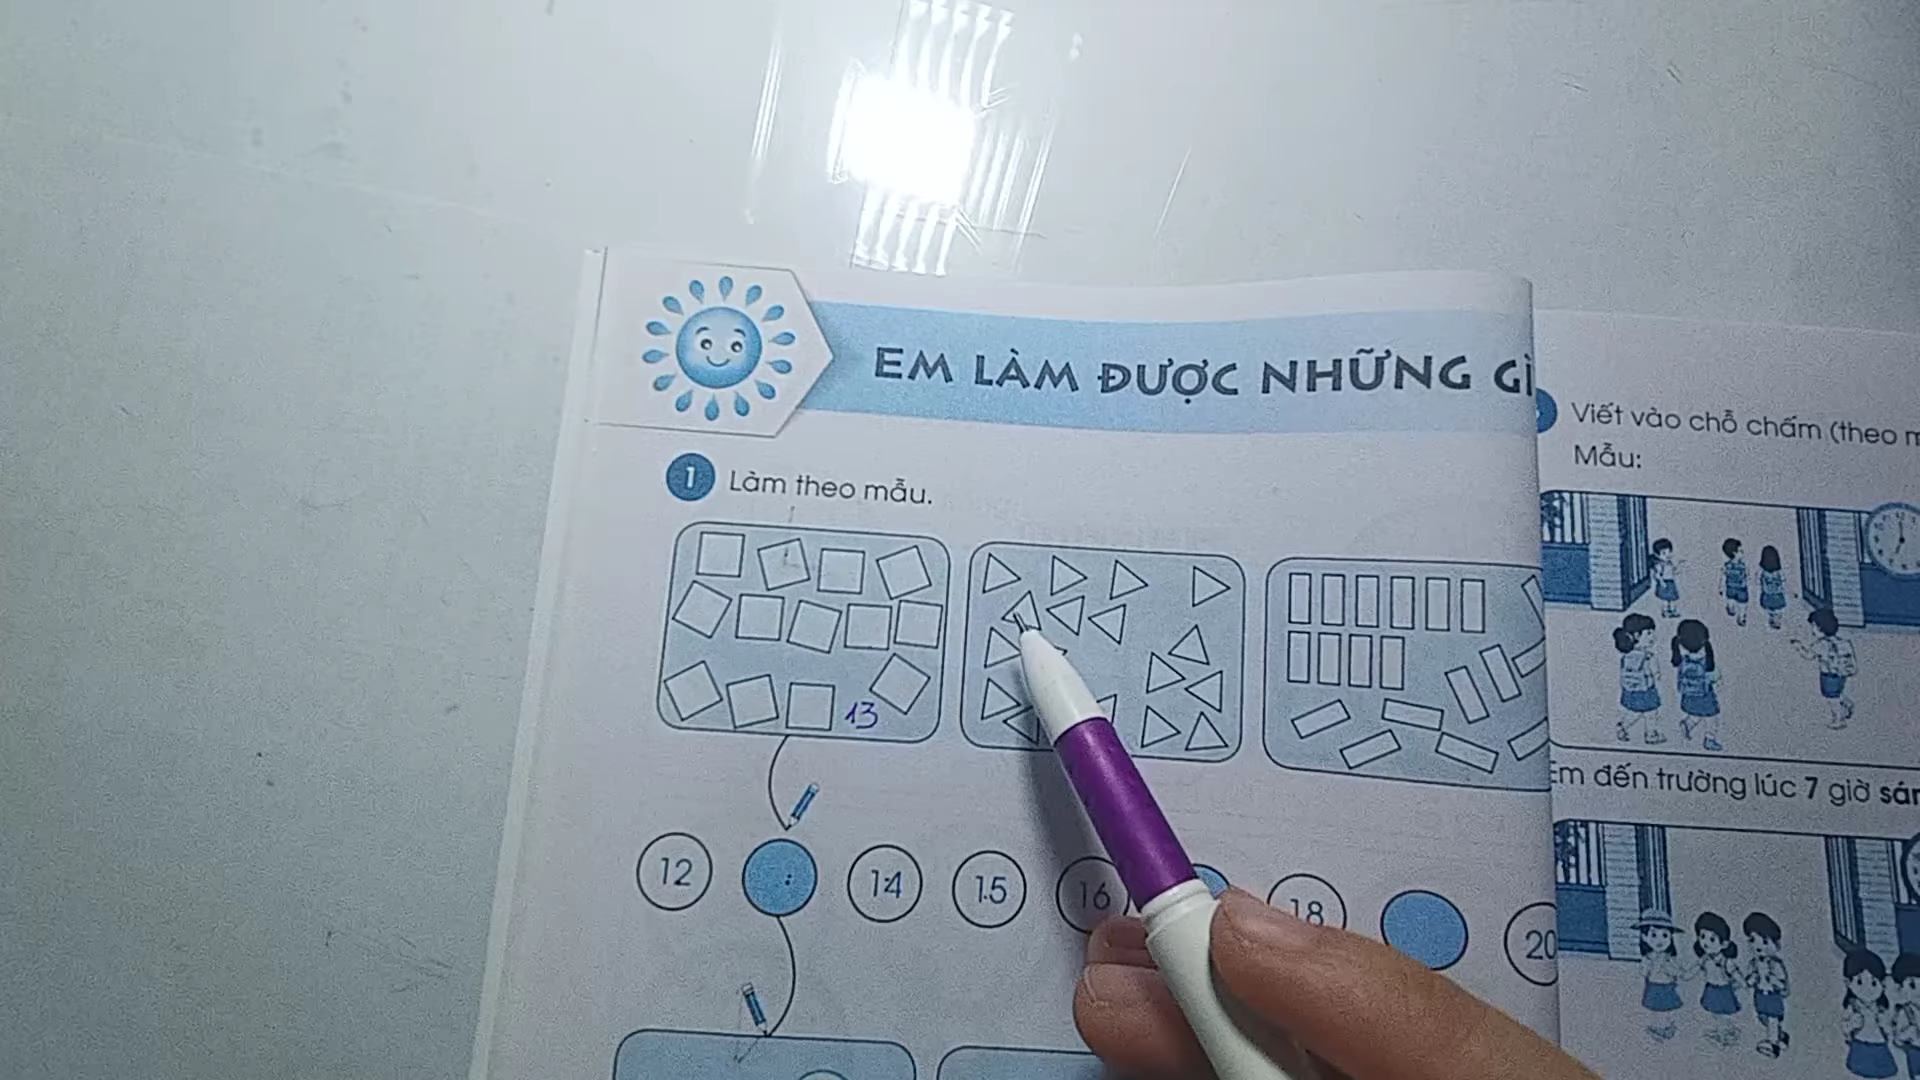 EM LÀM ĐƯỢC NHỮNG GÌ
1 Làm theo mẫu.
13
12 14 15 16 18 20
Viết vào chỗ chấm (theo
Mẫu:
Em đến trường lúc 7 giờ